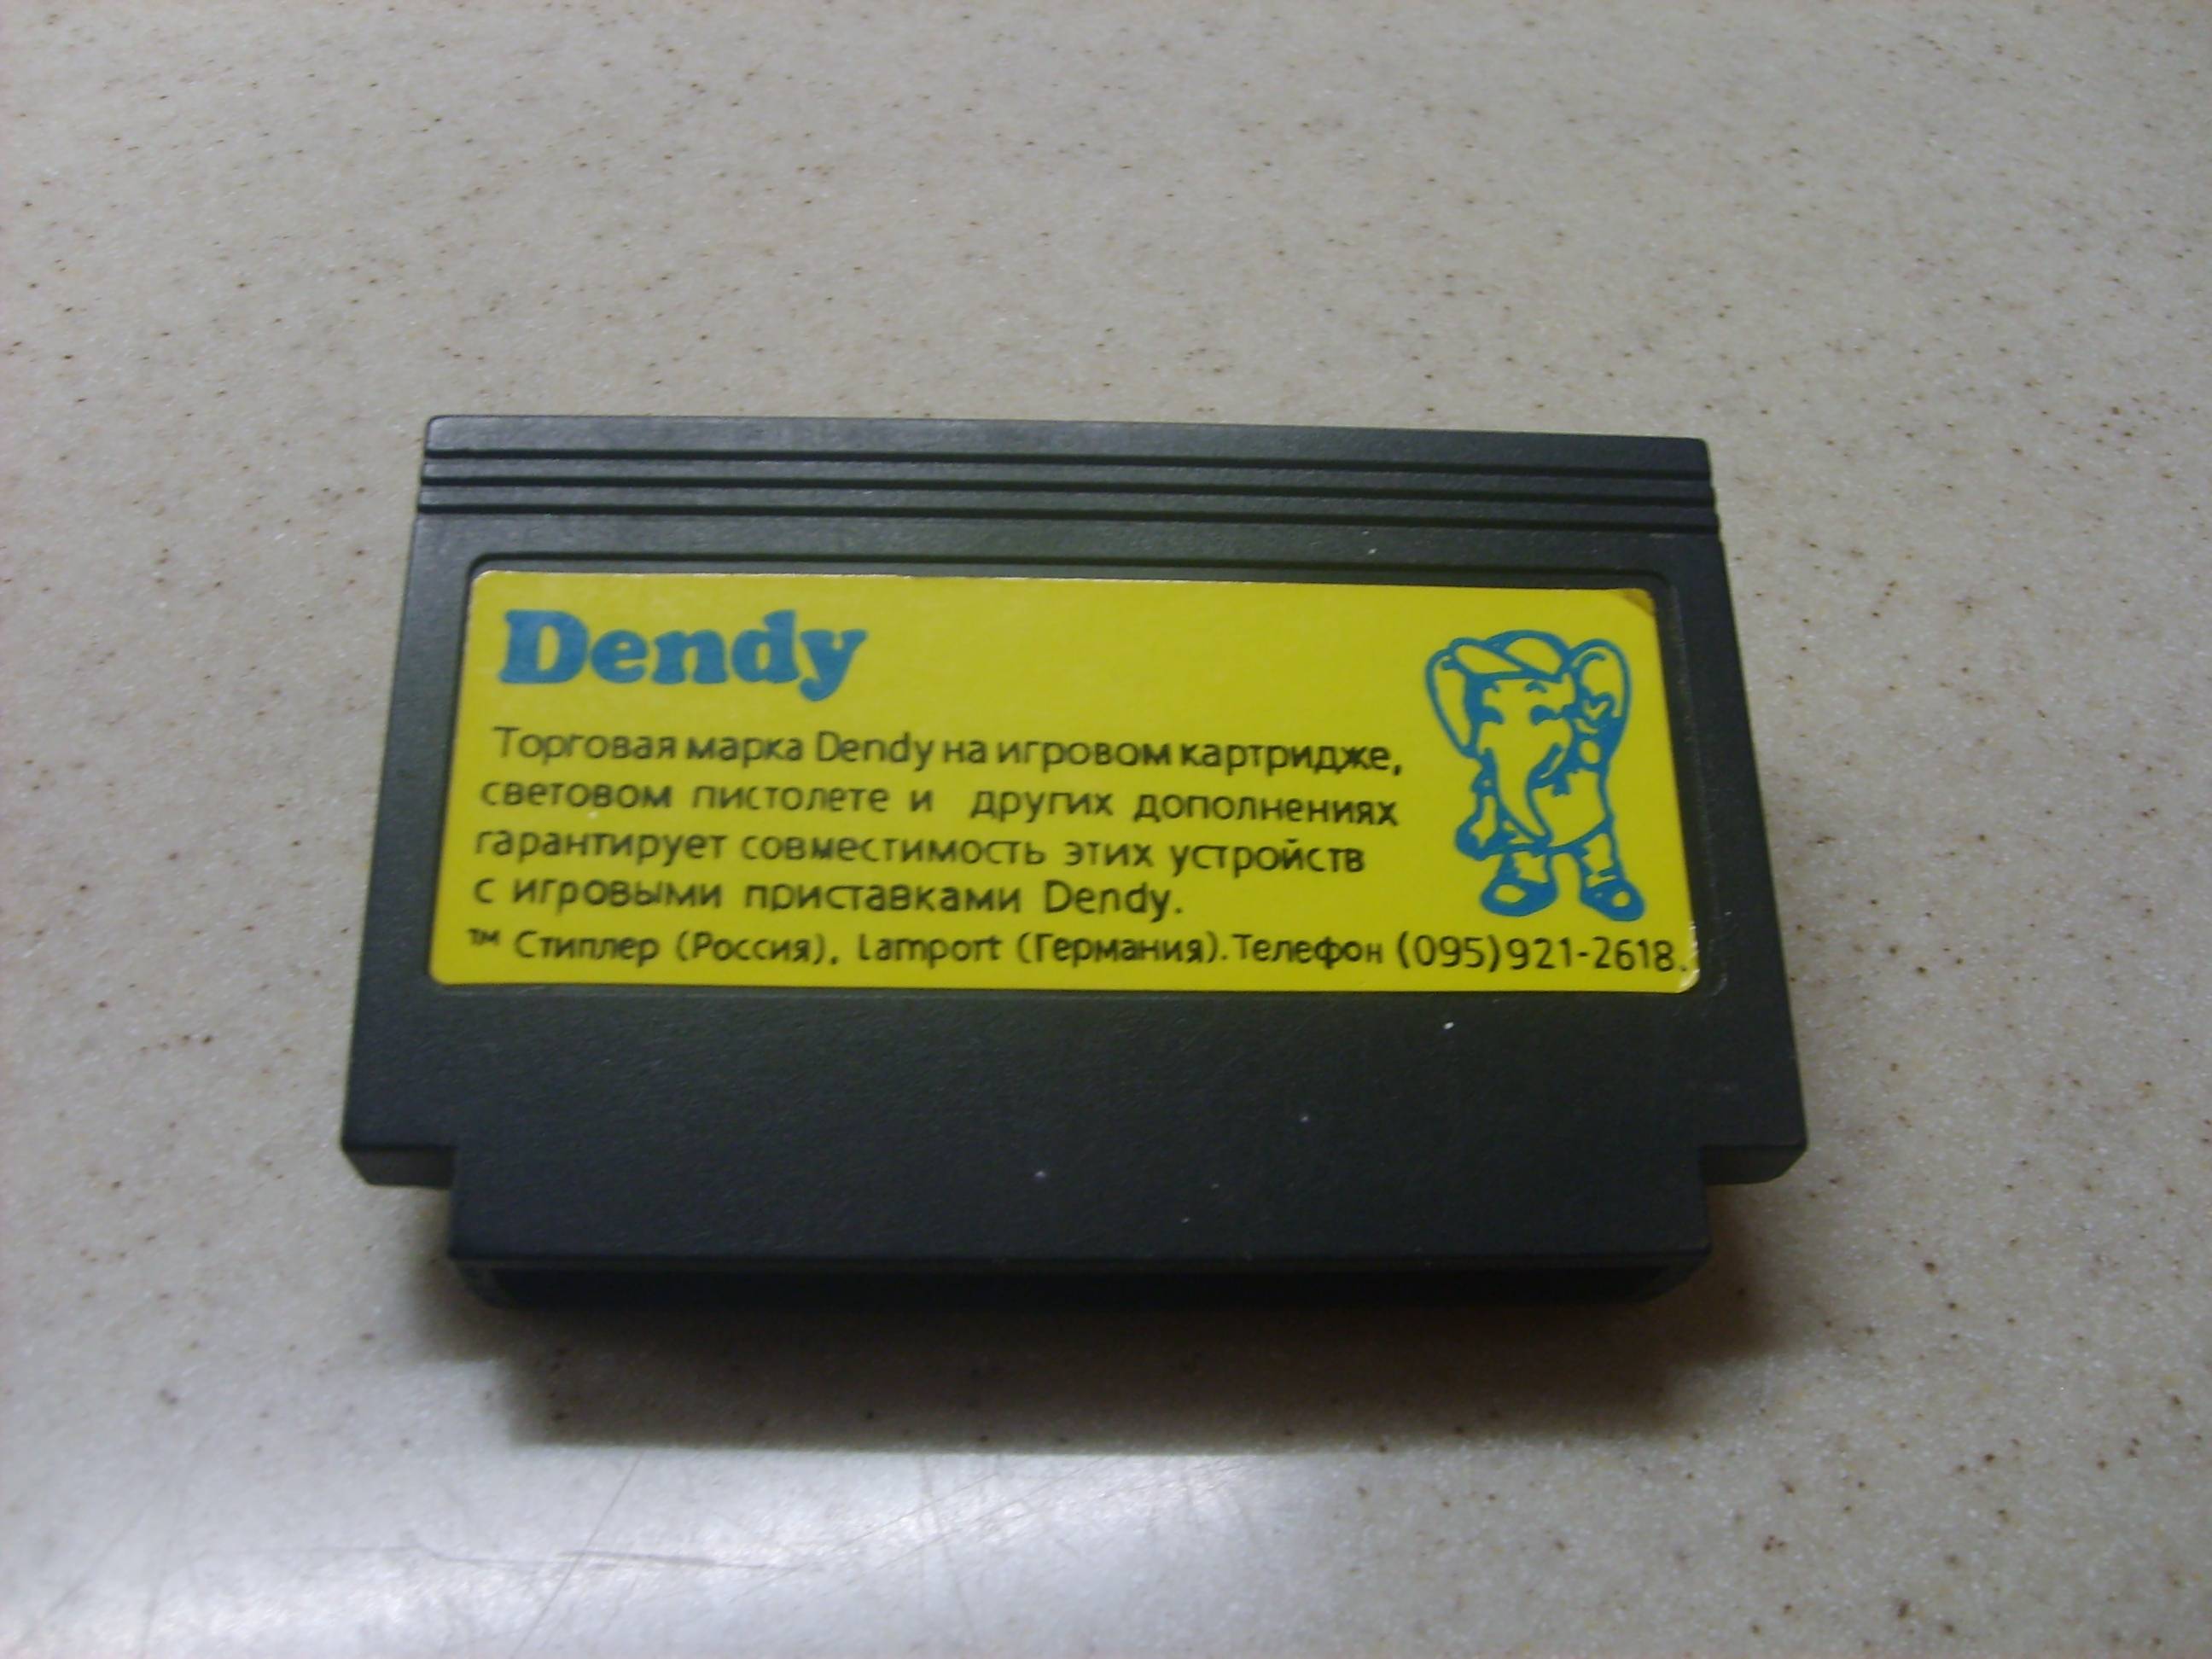 Dendy
Торговая марка Dendy на игровом картридже,
световом пистолете и других дополнениях
гарантирует совместимость этих устройств
с игровыми приставками Dendy.
™ Стиплер (Россия), Lamport (Германия). Телефон (095)921-2618.